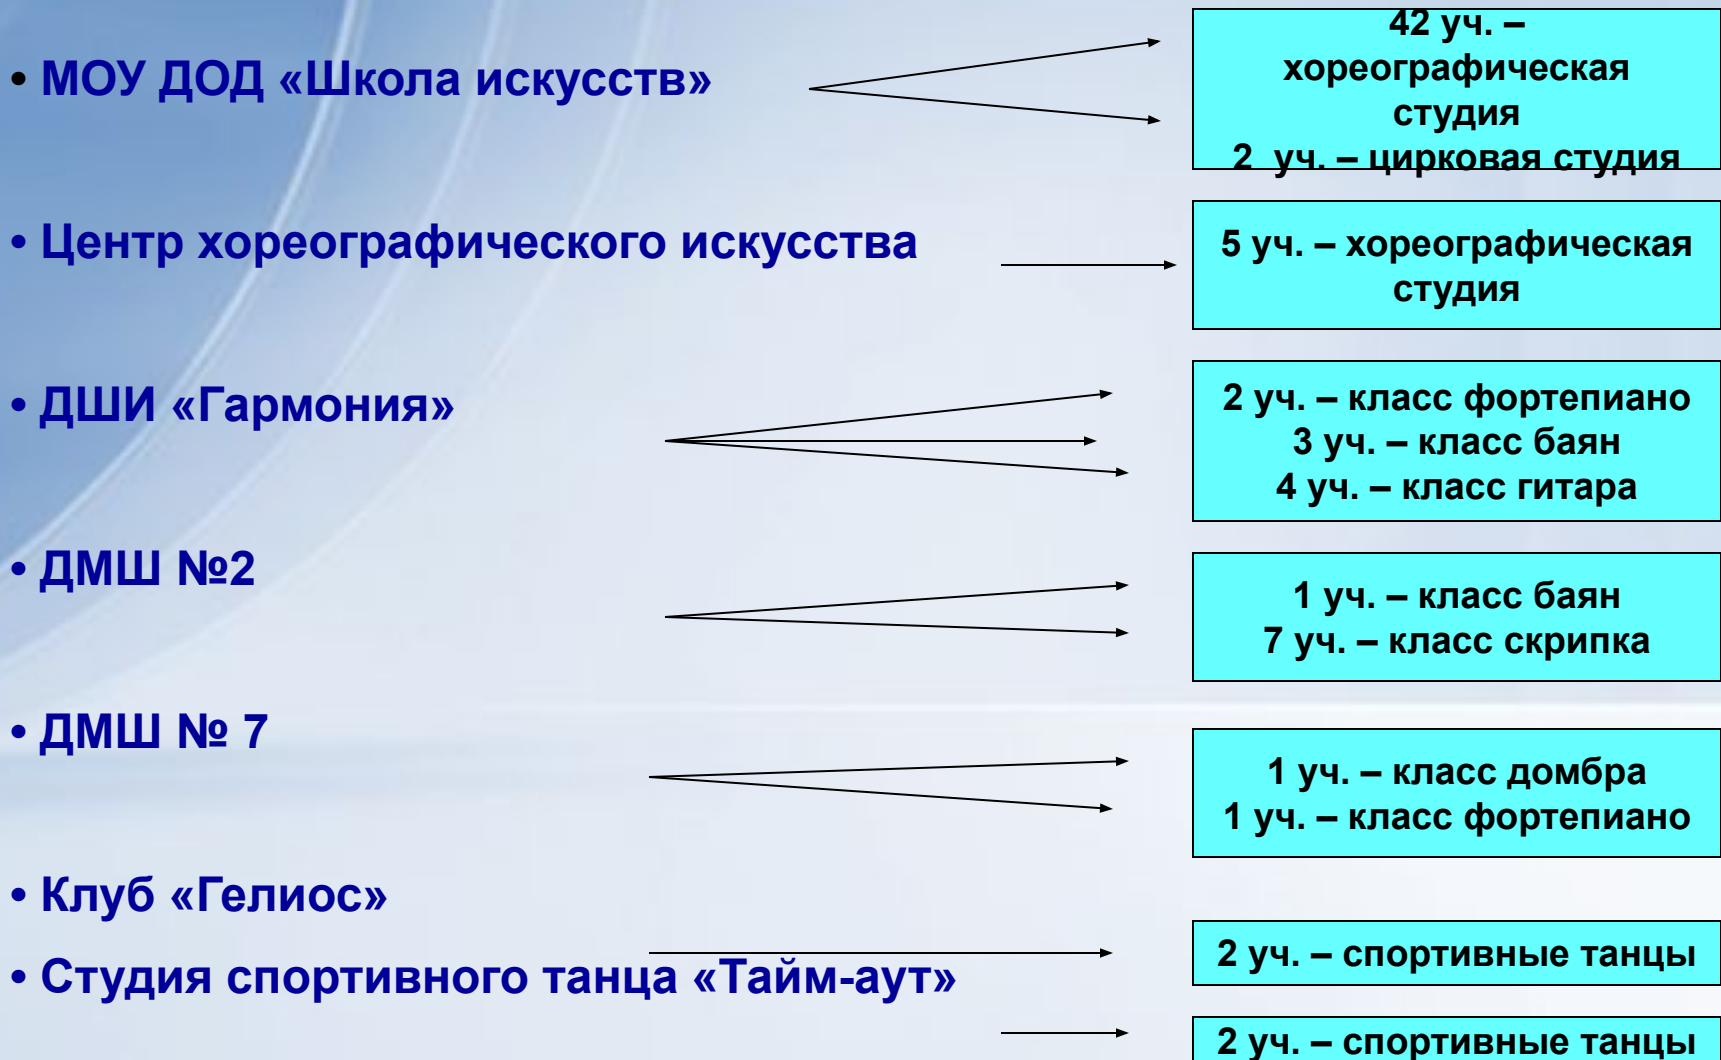 • МОУ ДОД «Школа искусств»
42 уч. –
хореографическая
студия
2 уч. – цирковая студия
• Центр хореографического искусства
5 уч. – хореографическая
студия
• ДШИ «Гармония»
2 уч. – класс фортепиано
3 уч. – класс баян
4 уч. – класс гитара
• ДМШ №2
1 уч. – класс баян
7 уч. – класс скрипка
• ДМШ № 7
1 уч. – класс домбра
1 уч. – класс фортепиано
• Клуб «Гелиос»
2 уч. – спортивные танцы
• Студия спортивного танца «Тайм-аут»
2 уч. – спортивные танцы